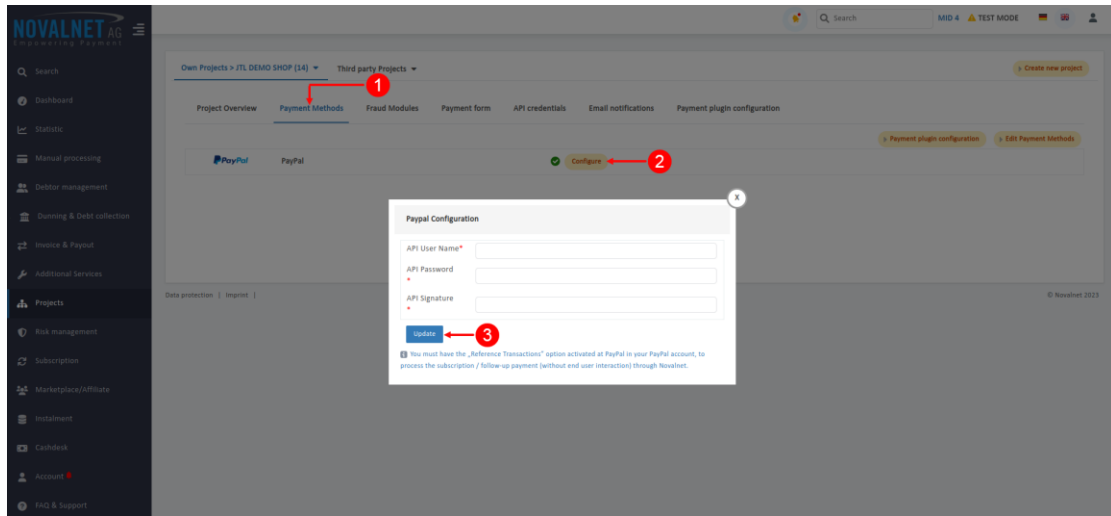 NOVALNET AG
Empowering Payment
Search
MID 4
TEST MODE
Search
Dashboard
Statistic
Manual processing
Debtor management
Dunning & Debt collection
Invoice & Payout
Additional Services
Projects
Risk management
Subscription
Marketplace/Affiliate
Instalment
Cashdesk
Account
FAQ & Support
Own Projects > JTL DEMO SHOP (14)
Third party Projects
Create new project
1
Project Overview
Payment Methods
Fraud Modules
Payment form
API credentials
Email notifications
Payment plugin configuration
Payment plugin configuration
Edit Payment Methods
PayPal
PayPal
Configure
2
X
Paypal Configuration
API User Name*
API Password
*
API Signature
*
Update
3
You must have the „Reference Transactions" option activated at PayPal in your PayPal account, to
process the subscription / follow-up payment (without end user interaction) through Novalnet.
Data protection | Imprint |
© Novalnet 2023